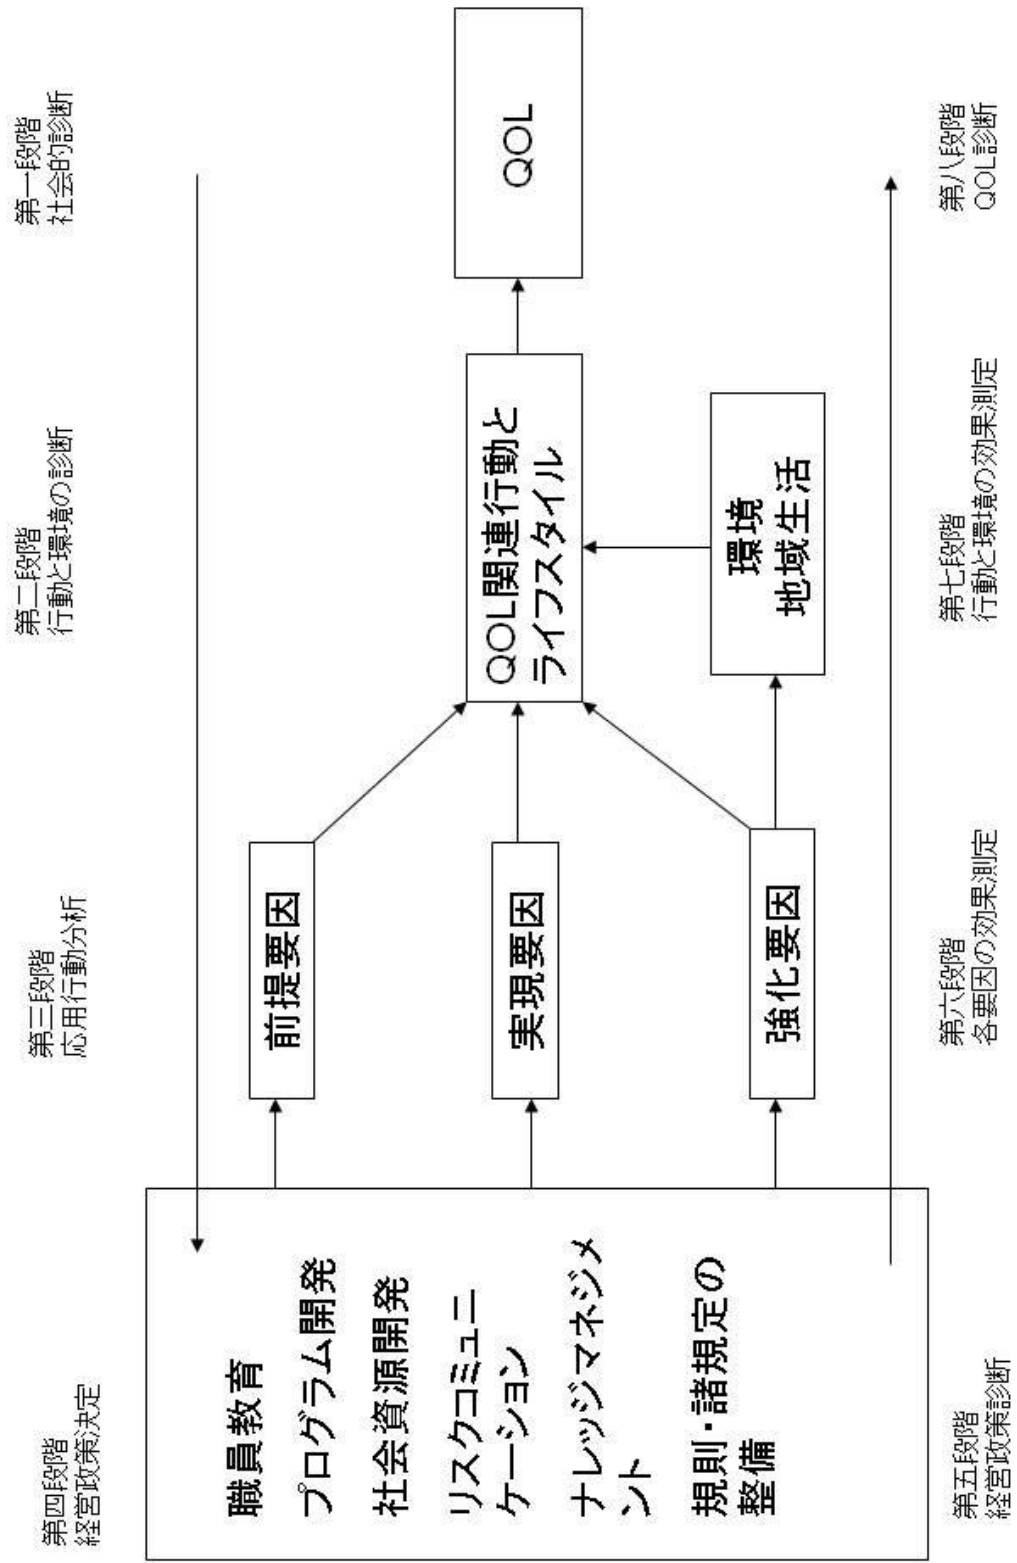 第四段階
経営政策決定
第三段階
応用行動分析
第二段階
行動と環境の診断
第一段階
社会的診断
職員教育
プログラム開発
社会資源開発
リスクコミュニ
ケーション
ナレッジマネジメ
ント
規則・諸規定の
整備
前提要因
実現要因
強化要因
QOL関連行動と
ライフスタイル
環境
地域生活
QOL
第五段階
経営政策診断
第六段階
各要因の効果測定
第七段階
行動と環境の効果測定
第八段階
QOL診断